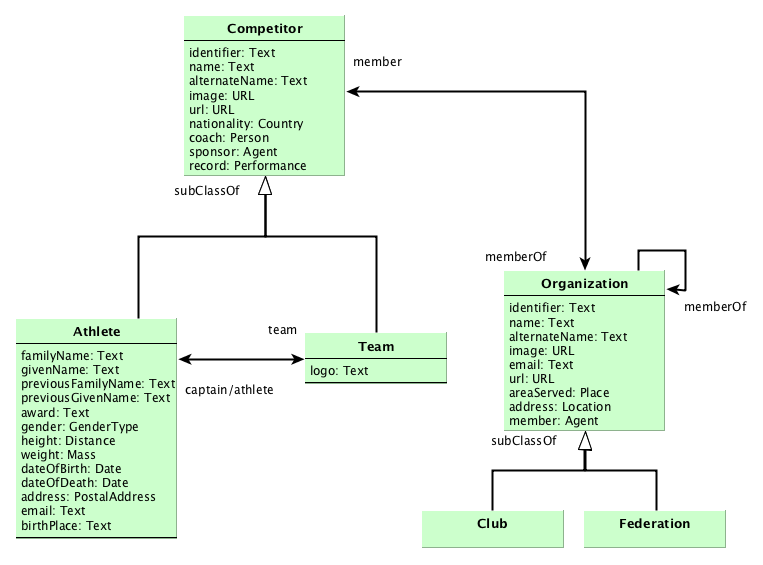 Competitor
identifier: Text
name: Text
alternateName: Text
image: URL
url: URL
nationality: Country
coach: Person
sponsor: Agent
record: Performance
member
subClassOf
memberOf
Organization
identifier: Text
name: Text
alternateName: Text
image: URL
email: Text
url: URL
areaServed: Place
address: Location
member: Agent
memberOf
Athlete
familyName: Text
givenName: Text
previousFamilyName: Text
previousGivenName: Text
award: Text
gender: GenderType
height: Distance
weight: Mass
dateOfBirth: Date
dateOfDeath: Date
address: PostalAddress
email: Text
birthPlace: Text
team
captain/athlete
Team
logo: Text
subClassOf
Club
Federation